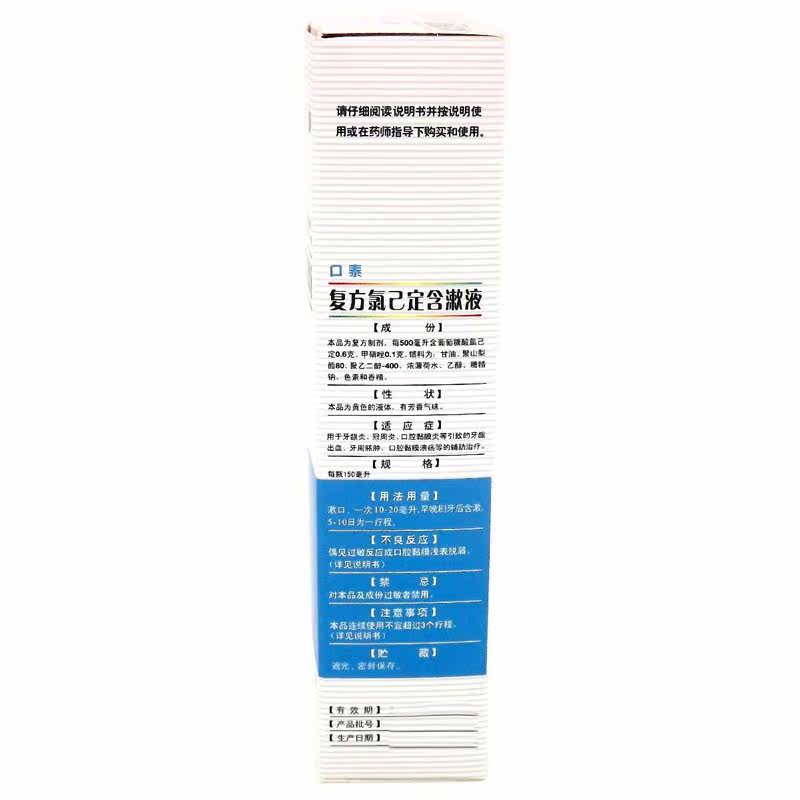 请仔细阅读说明书并按说明使
用或在药师指导下购买和使用。
口泰
复方氯己定含漱液
【成 份】
本品为复方制剂，每500毫升含葡萄糖酸氯己
定0.6克、甲硝唑0.1克，辅料为：甘油、聚山梨
酯80、聚乙二醇-400、浓薄荷水、乙醇、糖精
钠、色素和香精。
【性 状】
本品为黄色的液体，有芳香气味。
【适 应 症】
用于牙龈炎、冠周炎、口腔黏膜炎等引致的牙龈
出血、牙周脓肿、口腔黏膜溃疡等的辅助治疗。
【规 格】
每瓶150毫升
【用法用量】
漱口，一次10-20毫升，早晚刷牙后含漱，
5-10日为一疗程。
【不良反应】
偶见过敏反应或口腔黏膜浅表脱屑。
（详见说明书）
【禁 忌】
对本品及成份过敏者禁用。
【注意事项】
本品连续使用不宜超过3个疗程。
（详见说明书）
【贮 藏】
遮光，密封保存。
【有 效 期】
【产品批号】
【生产日期】